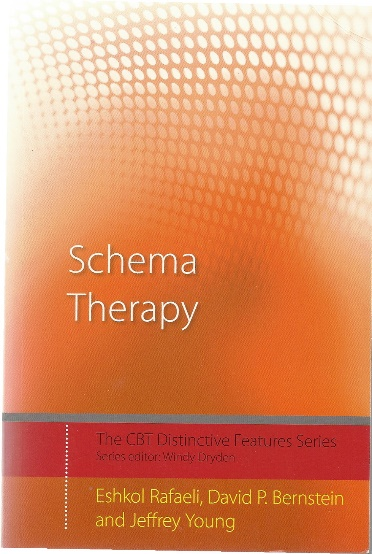 Schema
Therapy
The CBT Distinctive Features Series
Series editor: Windy Dryden
Eshkol Rafaeli, David P. Bernstein
and Jeffrey Young